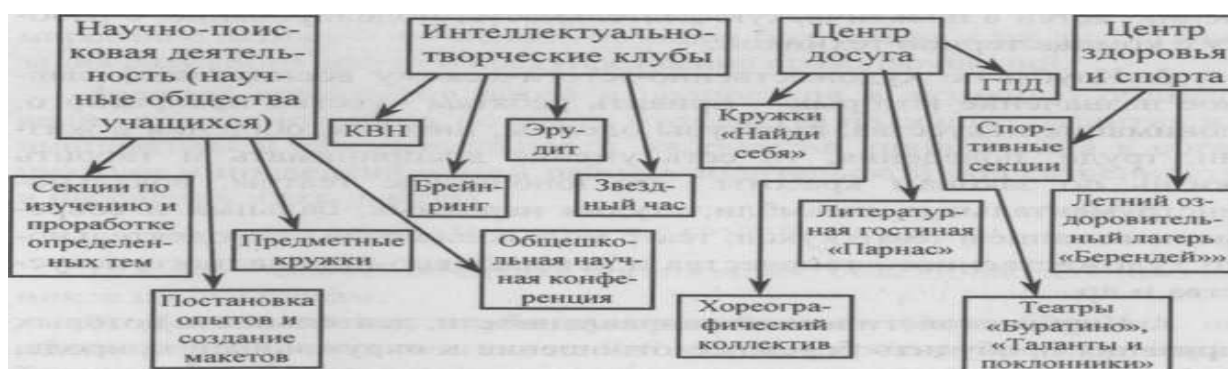 Научно-поис-
ковая деятель-
ность (науч-
ные общества
учащихся)
Интеллектуально-
творческие клубы
Центр
досуга
Центр
здоровья
и спорта
ТПД
КВН
Эру-
дит
Кружки
«Найди
себя»
Спор-
тивные
секции
Секции по
изучению и
проработке
определен-
ных тем
Брейн-
ринг
Звезд-
ный час
Предметные
кружки
Общешко-
льная науч-
ная конфе-
ренция
Литератур-
ная гостиная
«Парнас»
Летний оз-
доровитель-
ный лагерь
«Берендей»»
Постановка
опытов и
создание
макетов
Хореогра-
фический
коллектив
Театры
«Буратино»,
«Таланты и
поклонники»